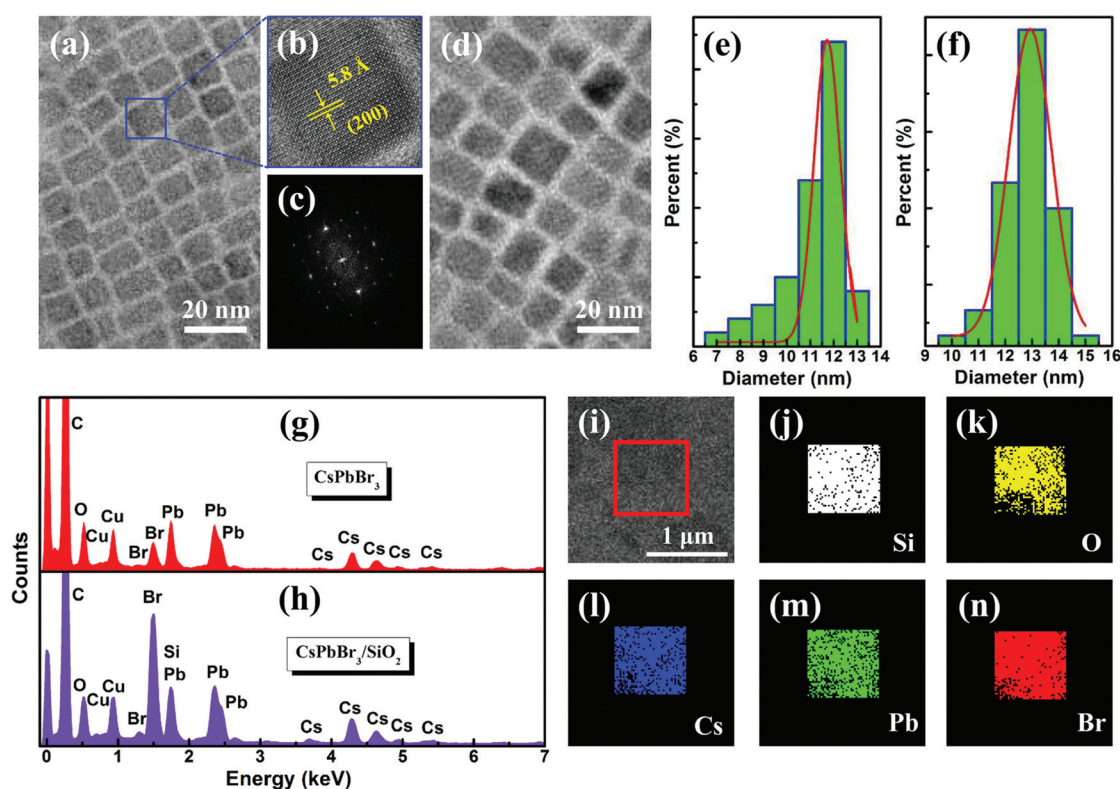 (a)
20 nm
(b)
5.8 Å
(200)
(c)
(d)
20 nm
(e)
Percent (%)
6 7 8 9 10 11 12 13 14
Diameter (nm)
(f)
Percent (%)
9 10 11 12 13 14 15 16
Diameter (nm)
(g)
CsPbBr3
C
O
Cu
Cu
Br
Br
Pb
Pb
Pb
Cs
Cs
Cs
Cs
Cs
Counts
(h)
CsPbBr3/SiO2
C
O
Cu
Cu
Br
Br
Si
Pb
Pb
Pb
Cs
Cs
Cs
Cs
Cs
0 1 2 3 4 5 6 7
Energy (keV)
(i)
1 μm
(j)
Si
(k)
O
(l)
Cs
(m)
Pb
(n)
Br